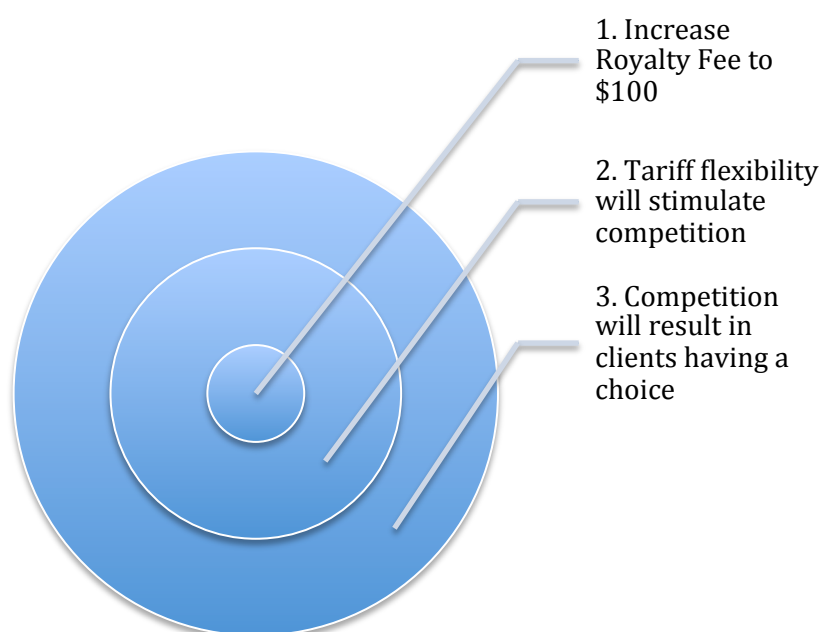 1. Increase
Royalty Fee to
$100
2. Tariff flexibility
will stimulate
competition
3. Competition
will result in
clients having a
choice